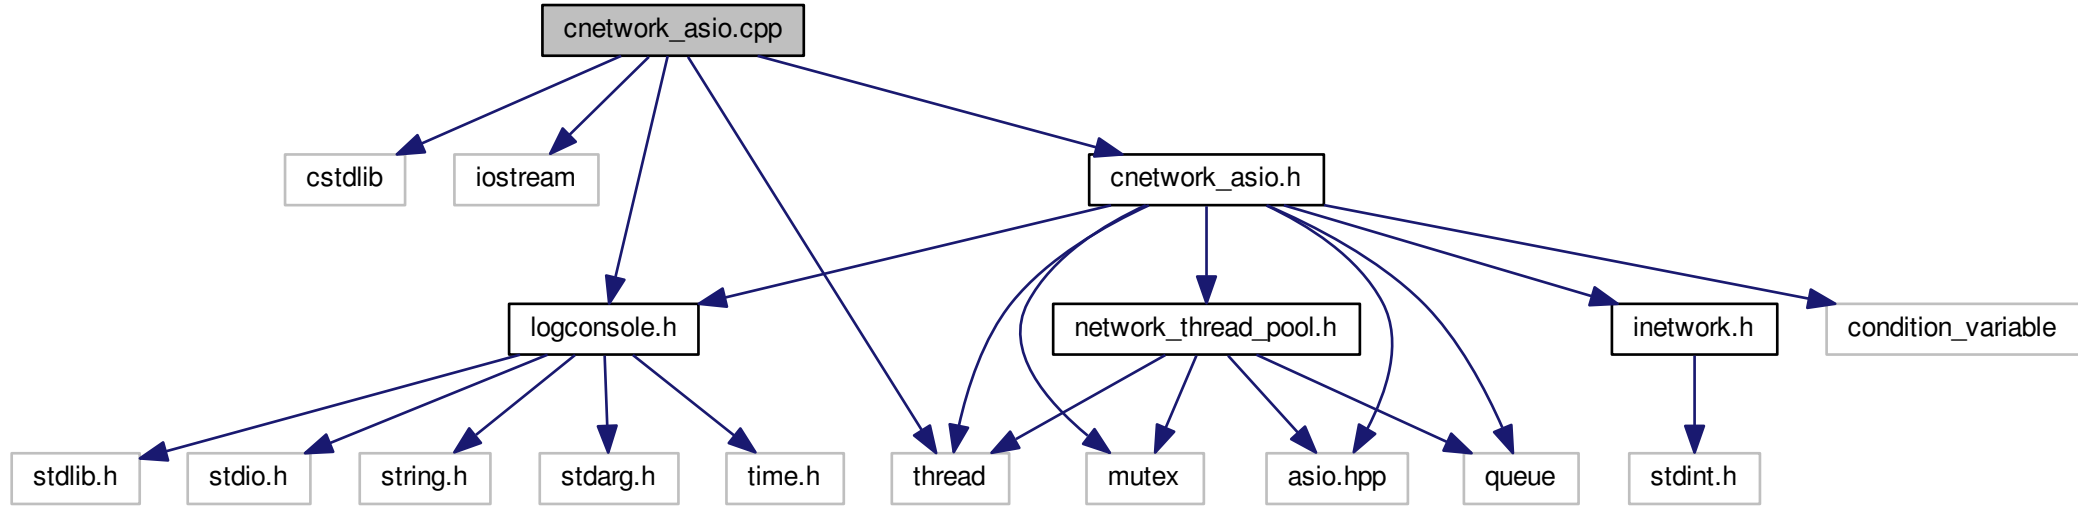 cnetwork_asio.cpp
cstdlib
iostream
cnetwork_asio.h
logconsole.h
network_thread_pool.h
inetwork.h
condition_variable
stdlib.h
stdio.h
string.h
stdarg.h
time.h
thread
mutex
asio.hpp
queue
stdint.h